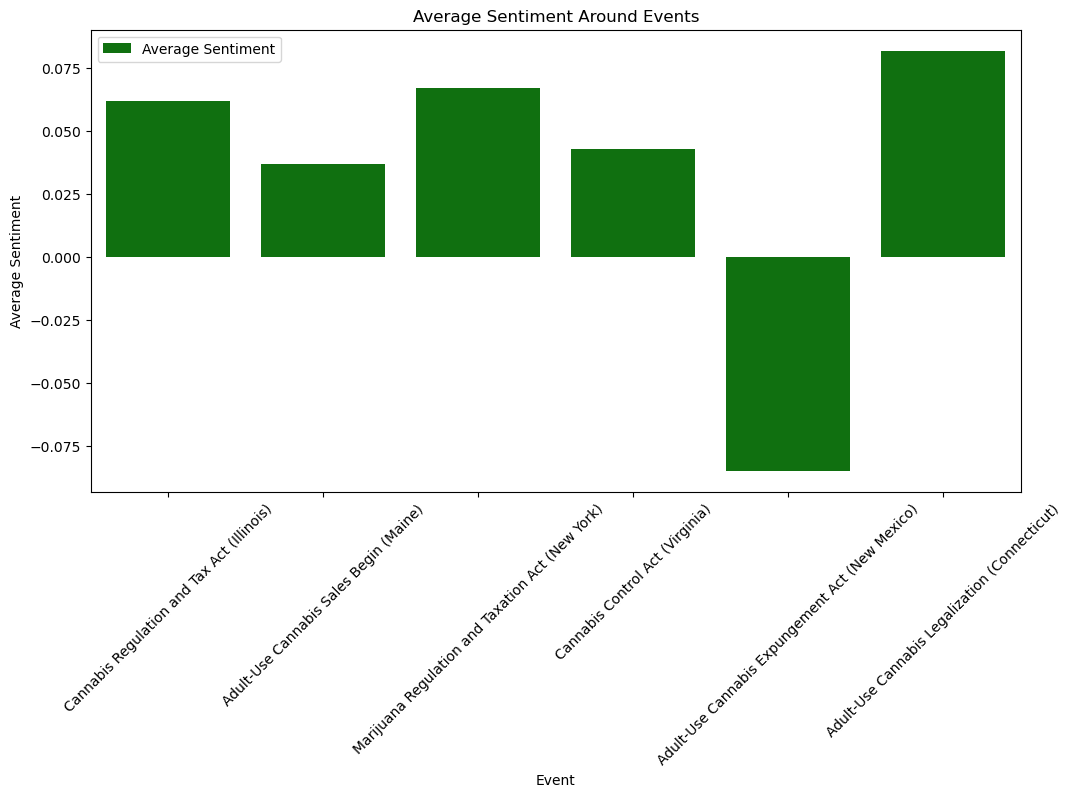 Average Sentiment Around Events
Average Sentiment
0.075
0.050
0.025
0.000
−0.025
−0.050
−0.075
Average Sentiment
Cannabis Regulation and Tax Act (Illinois)
Adult-Use Cannabis Sales Begin (Maine)
Marijuana Regulation and Taxation Act (New York)
Cannabis Control Act (Virginia)
Adult-Use Cannabis Expungement Act (New Mexico)
Adult-Use Cannabis Legalization (Connecticut)
Event